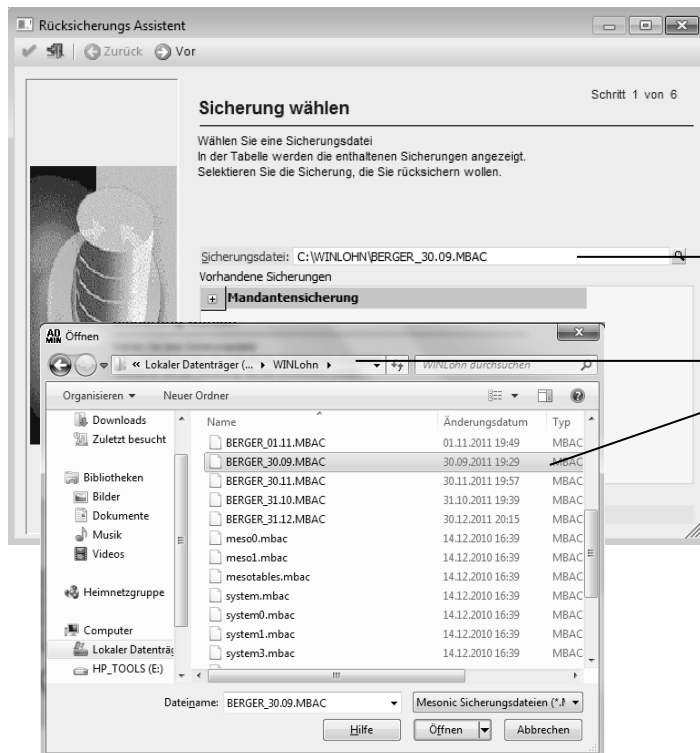 Rücksicherungs Assistent
Zurück Vor
Schritt 1 von 6
Sicherung wählen
Wählen Sie eine Sicherungsdatei
In der Tabelle werden die enthaltenen Sicherungen angezeigt.
Selektieren Sie die Sicherung, die Sie rücksichern wollen.
Sicherungsdatei: C:\WINLOHN\BERGER_30.09.MBAC
Vorhandene Sicherungen
Mandantensicherung
ADMIN Öffnen
« Lokaler Datenträger (... ▸ WINLohn ▸ WINLohn durchsuchen
Organisieren Neuer Ordner
Downloads
Zuletzt besucht
Bibliotheken
Bilder
Dokumente
Musik
Videos
Heimnetzgruppe
Computer
Lokaler Datenträg
HP_TOOLS (E:)
Name Änderungsdatum Typ
BERGER_01.11.MBAC 01.11.2011 19:49 MBAC
BERGER_30.09.MBAC 30.09.2011 19:29 MBAC
BERGER_30.11.MBAC 30.11.2011 19:57 MBAC
BERGER_31.10.MBAC 31.10.2011 19:39 MBAC
BERGER_31.12.MBAC 30.12.2011 20:15 MBAC
meso0.mbac 14.12.2010 16:39 MBAC
meso1.mbac 14.12.2010 16:39 MBAC
mesotables.mbac 14.12.2010 16:39 MBAC
system.mbac 14.12.2010 16:39 MBAC
system0.mbac 14.12.2010 16:39 MBAC
system1.mbac 14.12.2010 16:39 MBAC
system3.mbac 14.12.2010 16:39 MBAC
Dateiname: BERGER_30.09.MBAC Mesonic Sicherungsdateien (*.M
Hilfe Öffnen Abbrechen